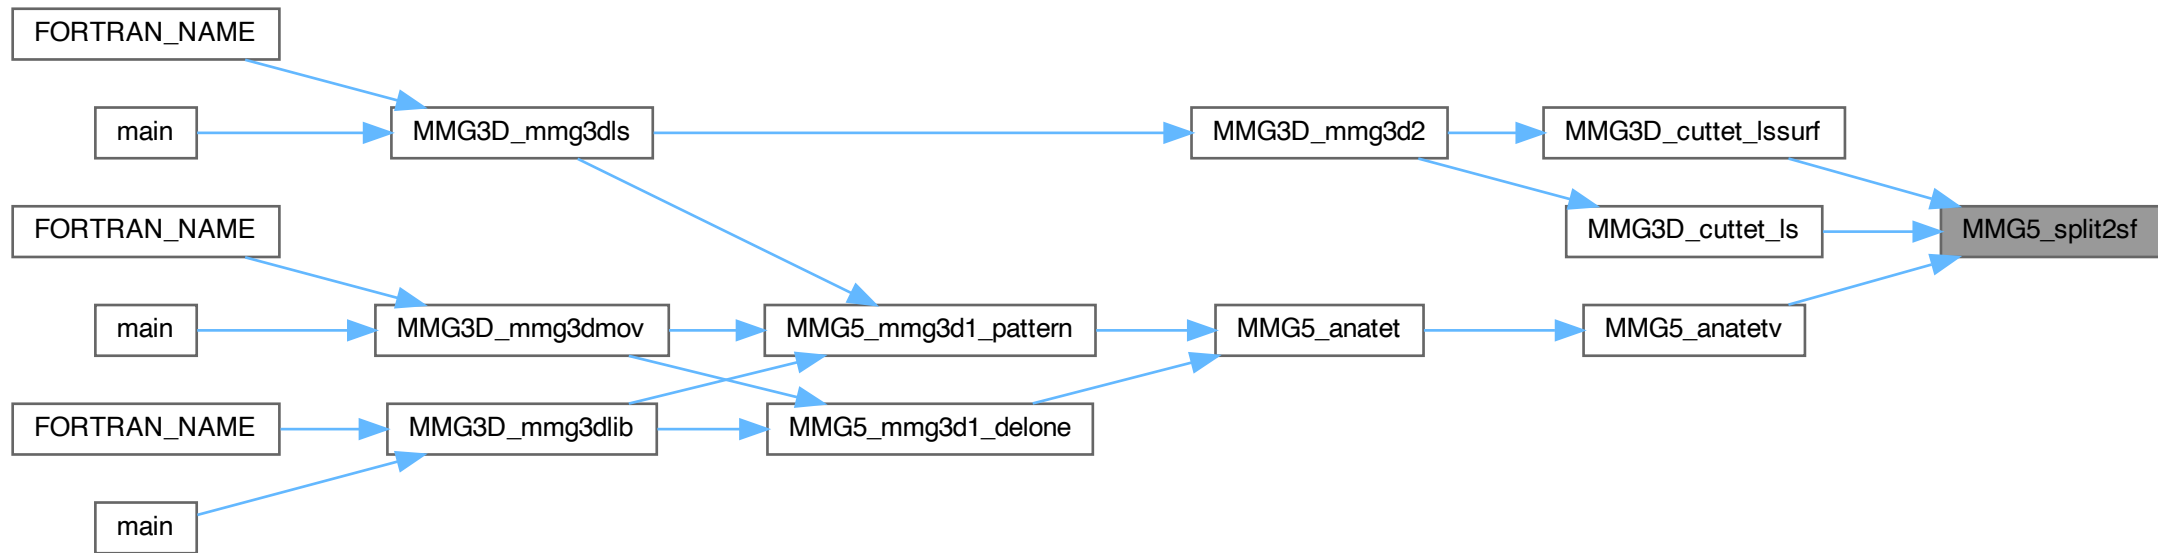 FORTRAN_NAME
main
MMG3D_mmg3dls
MMG3D_mmg3d2
MMG3D_cuttet_lssurf
FORTRAN_NAME
MMG3D_cuttet_ls
MMG5_split2sf
main
MMG3D_mmg3dmov
MMG5_mmg3d1_pattern
MMG5_anatet
MMG5_anatetv
FORTRAN_NAME
MMG3D_mmg3dlib
MMG5_mmg3d1_delone
main